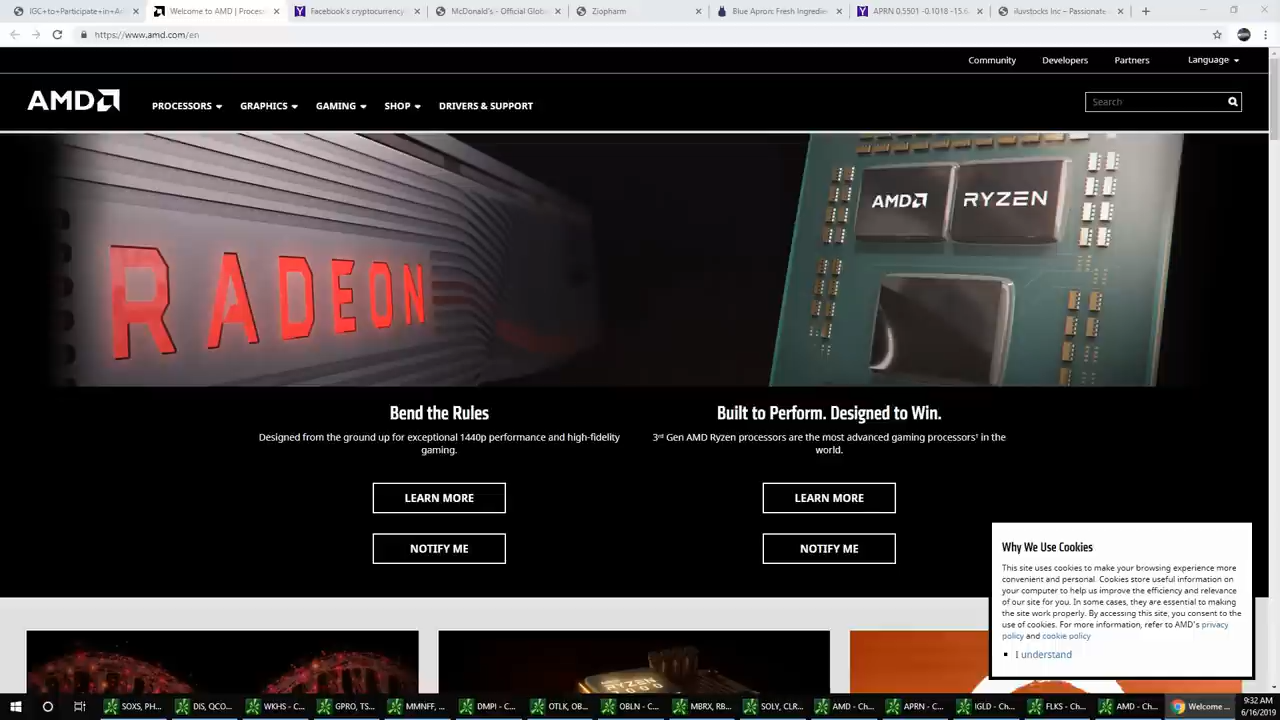 IGC+to+Participate+in+A
Welcome to AMD | Proces
Facebook's cryptocurrency
McDonald's - Official Glob
Ziopharm
Blue Apron: Fresh Ingredie
APRN 0.5501 -0.1018 -15.6
iluvstocks Inc – Passionate
https://www.amd.com/en
Community Developers Partners Language
AMD PROCESSORS GRAPHICS GAMING SHOP DRIVERS & SUPPORT Search
RADEON
AMD RYZEN
Bend the Rules
Designed from the ground up for exceptional 1440p performance and high-fidelity
gaming.
LEARN MORE
NOTIFY ME
Built to Perform. Designed to Win.
3rd Gen AMD Ryzen processors are the most advanced gaming processors¹ in the
world.
LEARN MORE
NOTIFY ME
Why We Use Cookies
This site uses cookies to make your browsing experience more
convenient and personal. Cookies store useful information on
your computer to help us improve the efficiency and relevance
of our site for you. In some cases, they are essential to making
the site work properly. By accessing this site, you consent to the
use of cookies. For more information, refer to AMD's privacy
policy and cookie policy
I understand
SOXS, PH...
DIS, QCO...
WKHS - C...
GPRO, TS...
MMNFF, ...
DMPI - C...
OTLK, OB...
OBLN - C...
MBRX, RB...
SOLY, CR...
AMD - Ch...
APRN - C...
IGLD - Ch...
FLKS - Ch...
AMD - Ch...
Welcome ...
9:32 AM
6/16/2019